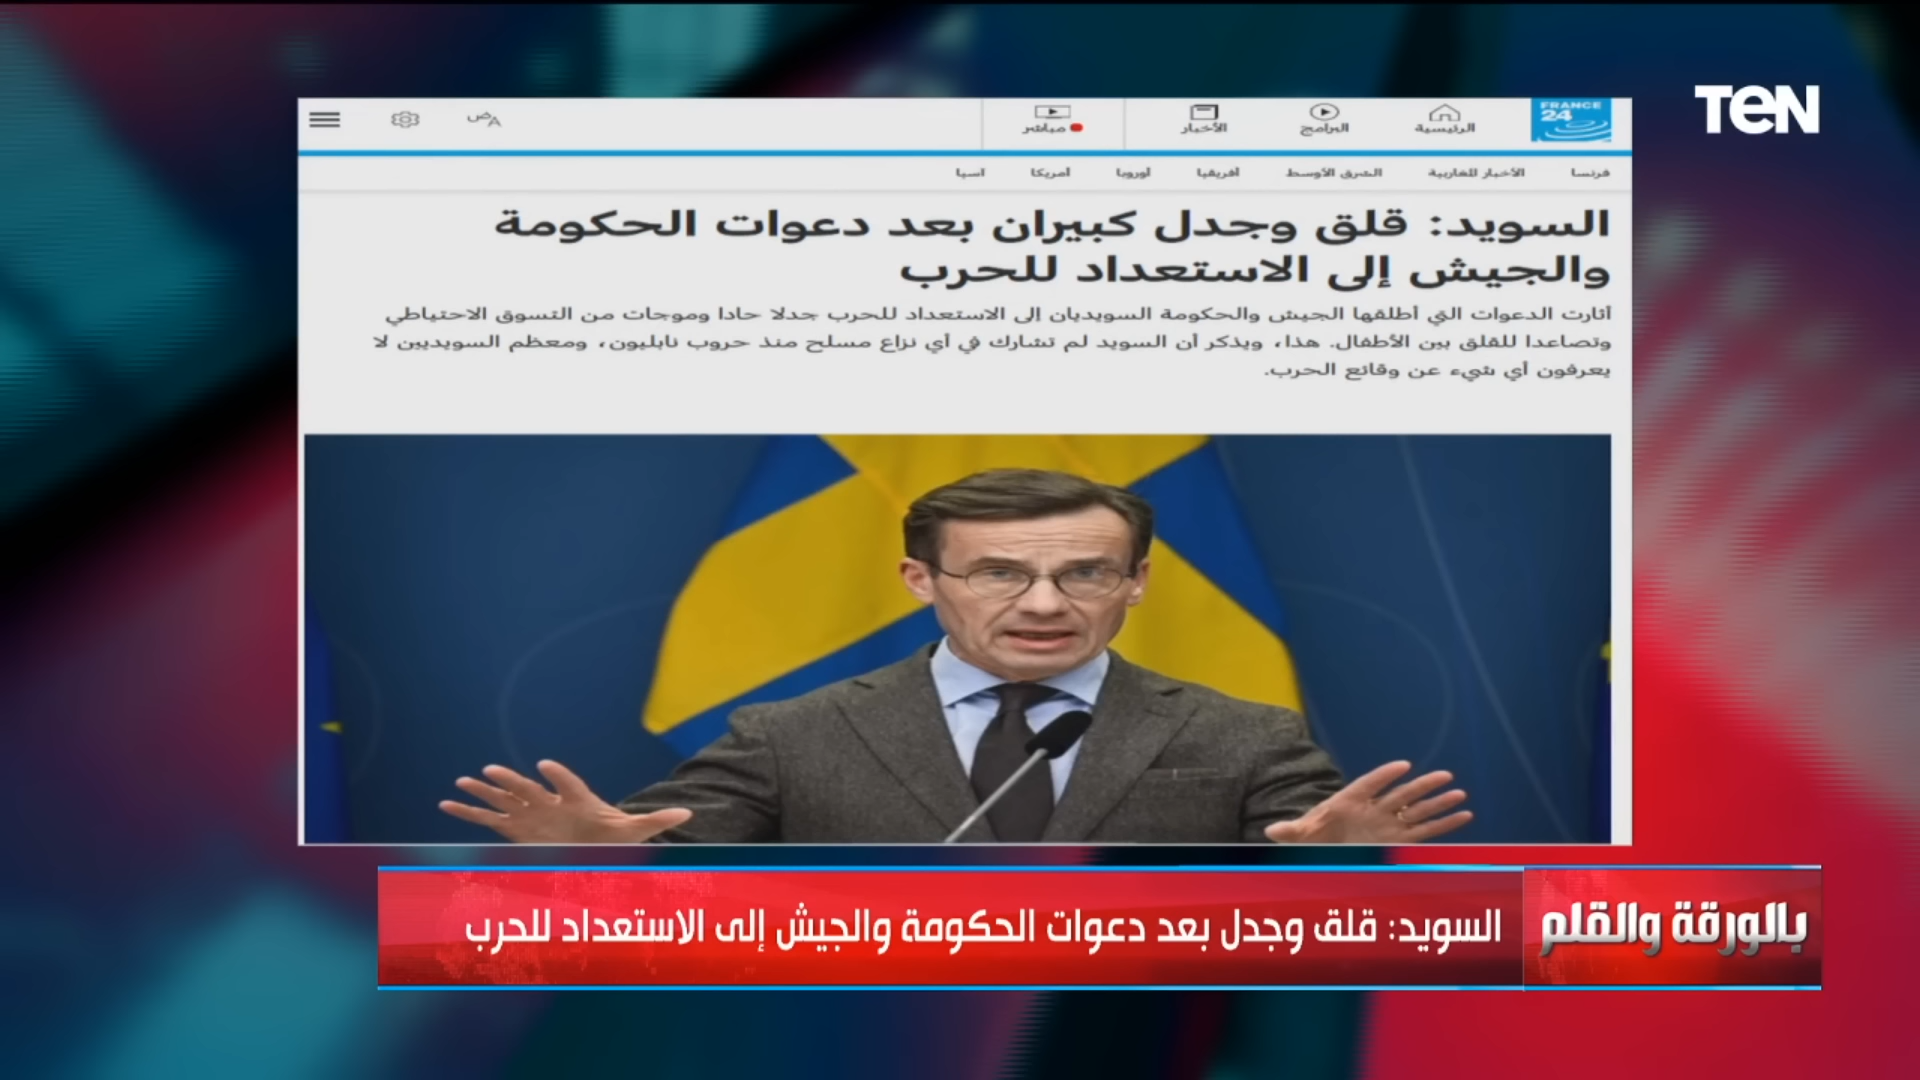 TeN
FRANCE 24
الرئيسية
البرامج
الأخبار
مباشر
ض A
فرنسا
الأخبار المغاربية
الشرق الأوسط
أفريقيا
أوروبا
أمريكا
آسيا
السويد: قلق وجدل كبيران بعد دعوات الحكومة
والجيش إلى الاستعداد للحرب
أثارت الدعوات التي أطلقها الجيش والحكومة السويديان إلى الاستعداد للحرب جدلا حادا وموجات من التسوق الاحتياطي
وتصاعدا للقلق بين الأطفال. هذا، ويذكر أن السويد لم تشارك في أي نزاع مسلح منذ حروب نابليون، ومعظم السويديين لا
يعرفون أي شيء عن وقائع الحرب.
بالورقة والقلم
السويد: قلق وجدل بعد دعوات الحكومة والجيش إلى الاستعداد للحرب